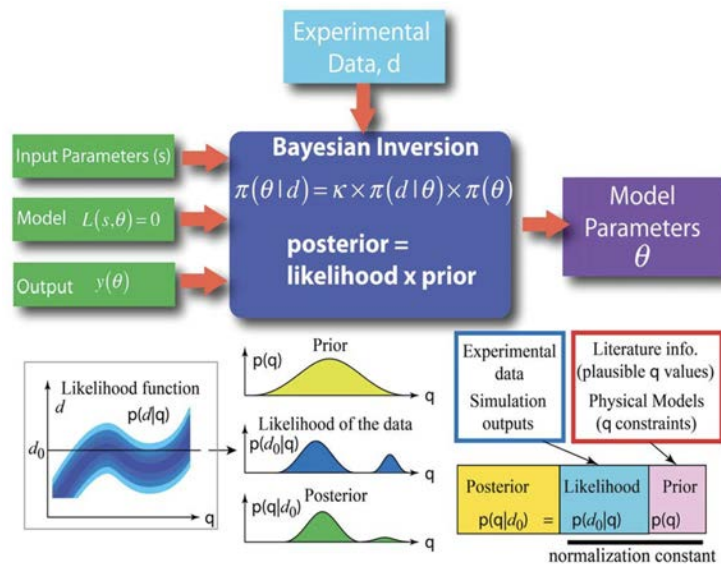 Experimental
Data, d
Input Parameters (s)
Model L(s,θ)=0
Output y(θ)
Bayesian Inversion
π(θ|d)=κ×π(d|θ)×π(θ)
posterior =
likelihood x prior
Model
Parameters
θ
Likelihood function
d
p(d|q)
d₀
q
Prior
p(q)
q
Likelihood of the data
p(d₀|q)
q
Posterior
p(q|d₀)
q
Experimental
data
Simulation
outputs
Literature info.
(plausible q values)
Physical Models
(q constraints)
Posterior Likelihood Prior
p(q|d₀) = p(d₀|q) p(q)
normalization constant